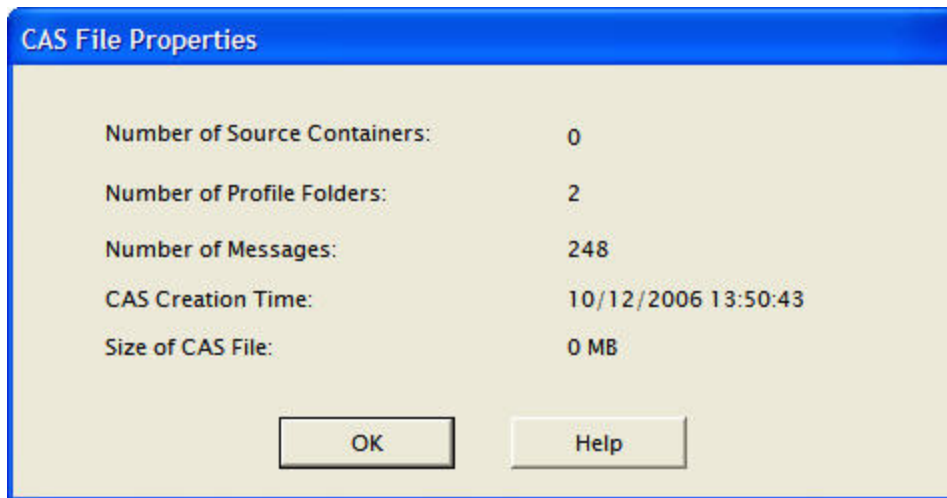 CAS File Properties
Number of Source Containers: 0
Number of Profile Folders: 2
Number of Messages: 248
CAS Creation Time: 10/12/2006 13:50:43
Size of CAS File: 0 MB
OK Help